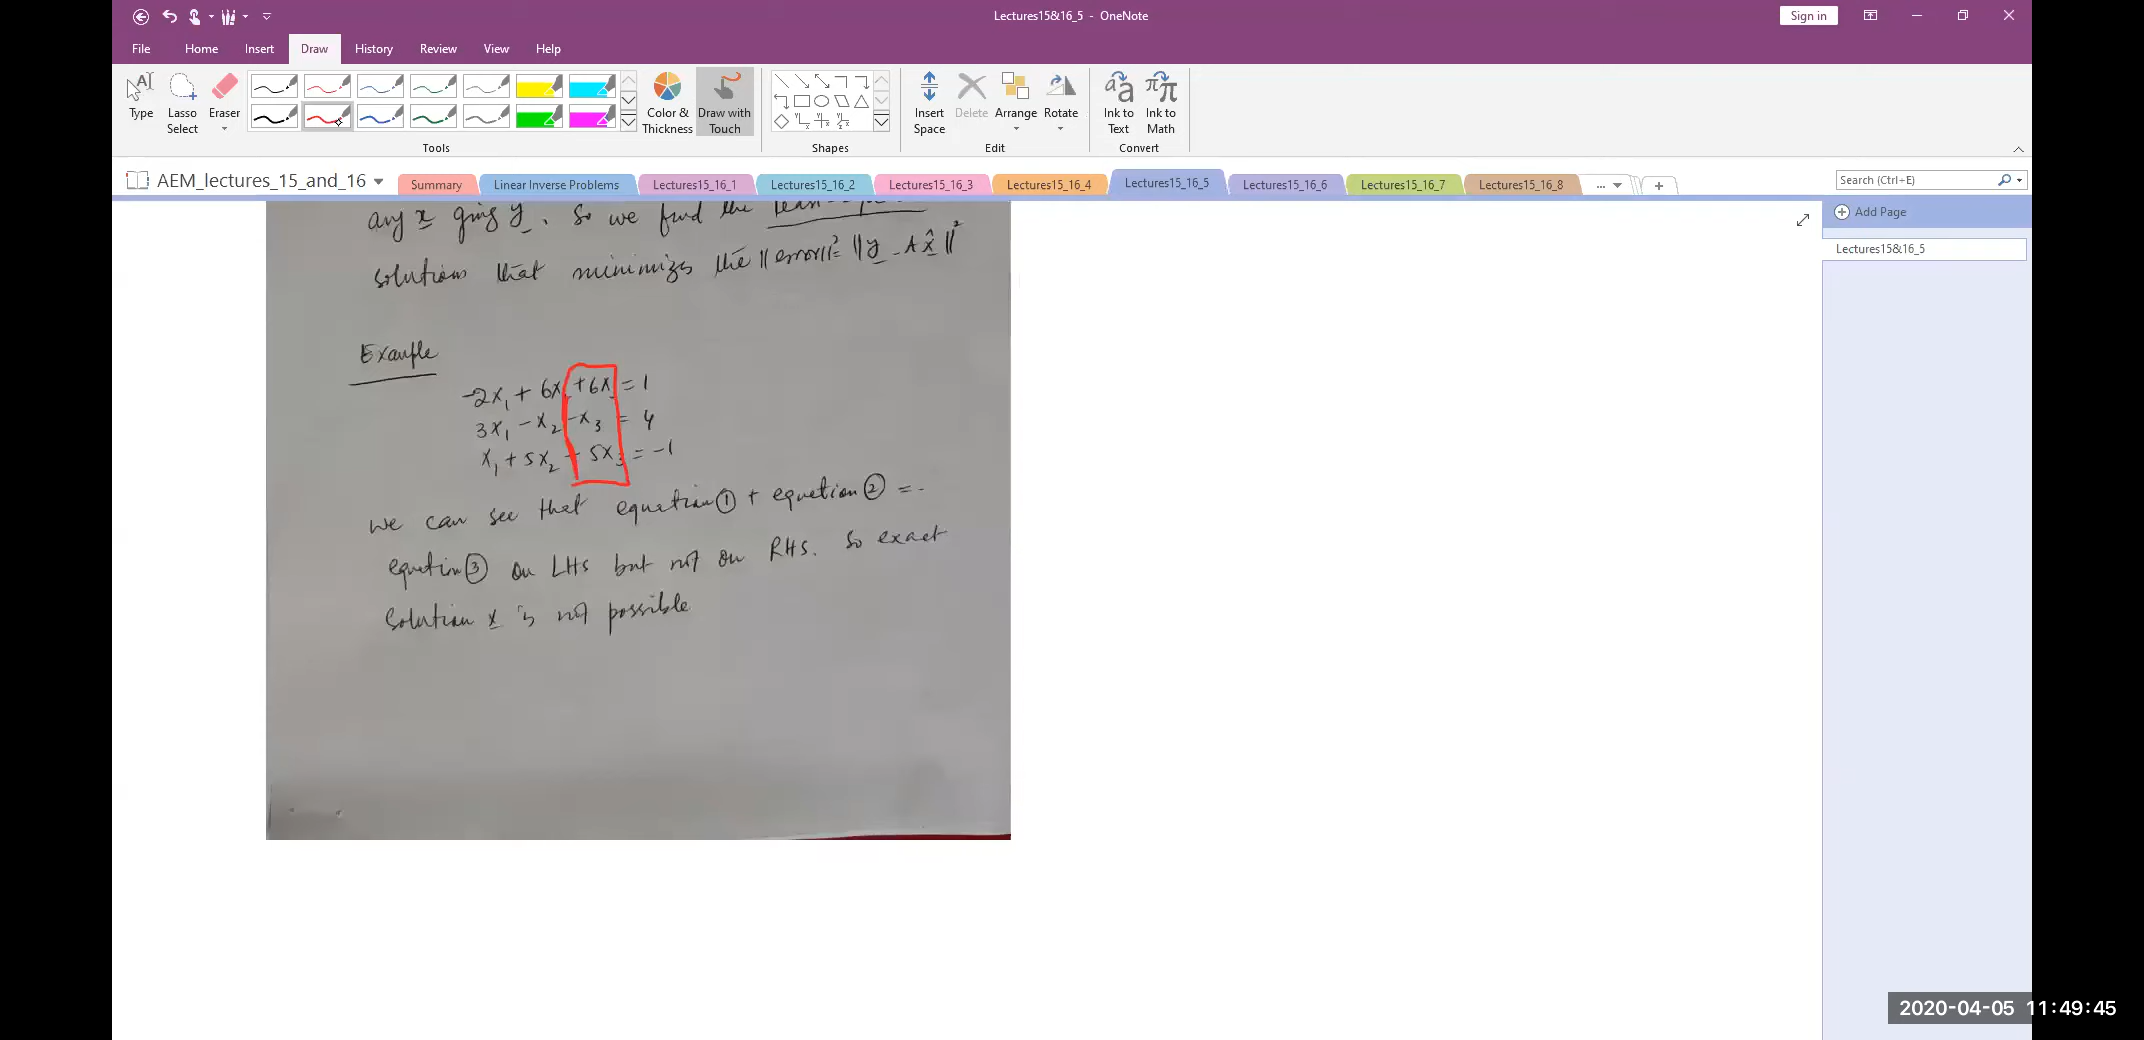 Lectures15&16_5 - OneNote
Sign in
File Home Insert Draw History Review View Help
Type Lasso Select Eraser Color & Thickness Draw with Touch Insert Space Delete Arrange Rotate Ink to Text Ink to Math
Tools Shapes Edit Convert
AEM_lectures_15_and_16 Summary Linear Inverse Problems Lectures15_16_1 Lectures15_16_2 Lectures15_16_3 Lectures15_16_4 Lectures15_16_5 Lectures15_16_6 Lectures15_16_7 Lectures15_16_8 ... Search (Ctrl+E)
Add Page
Lectures15&16_5
any x giving y. So we find the
solutions that minimizes the ||error||² = ||y - A x̂||²
Example
-2x₁ + 6x +6x = 1
3x₁ - x₂ - x₃ = 4
x₁ + 5x₂ - 5x₃ = -1
we can see that equation ① + equation ② =
equation ③ on LHS but not on RHS. So exact
solution x is not possible
2020-04-05 11:49:45